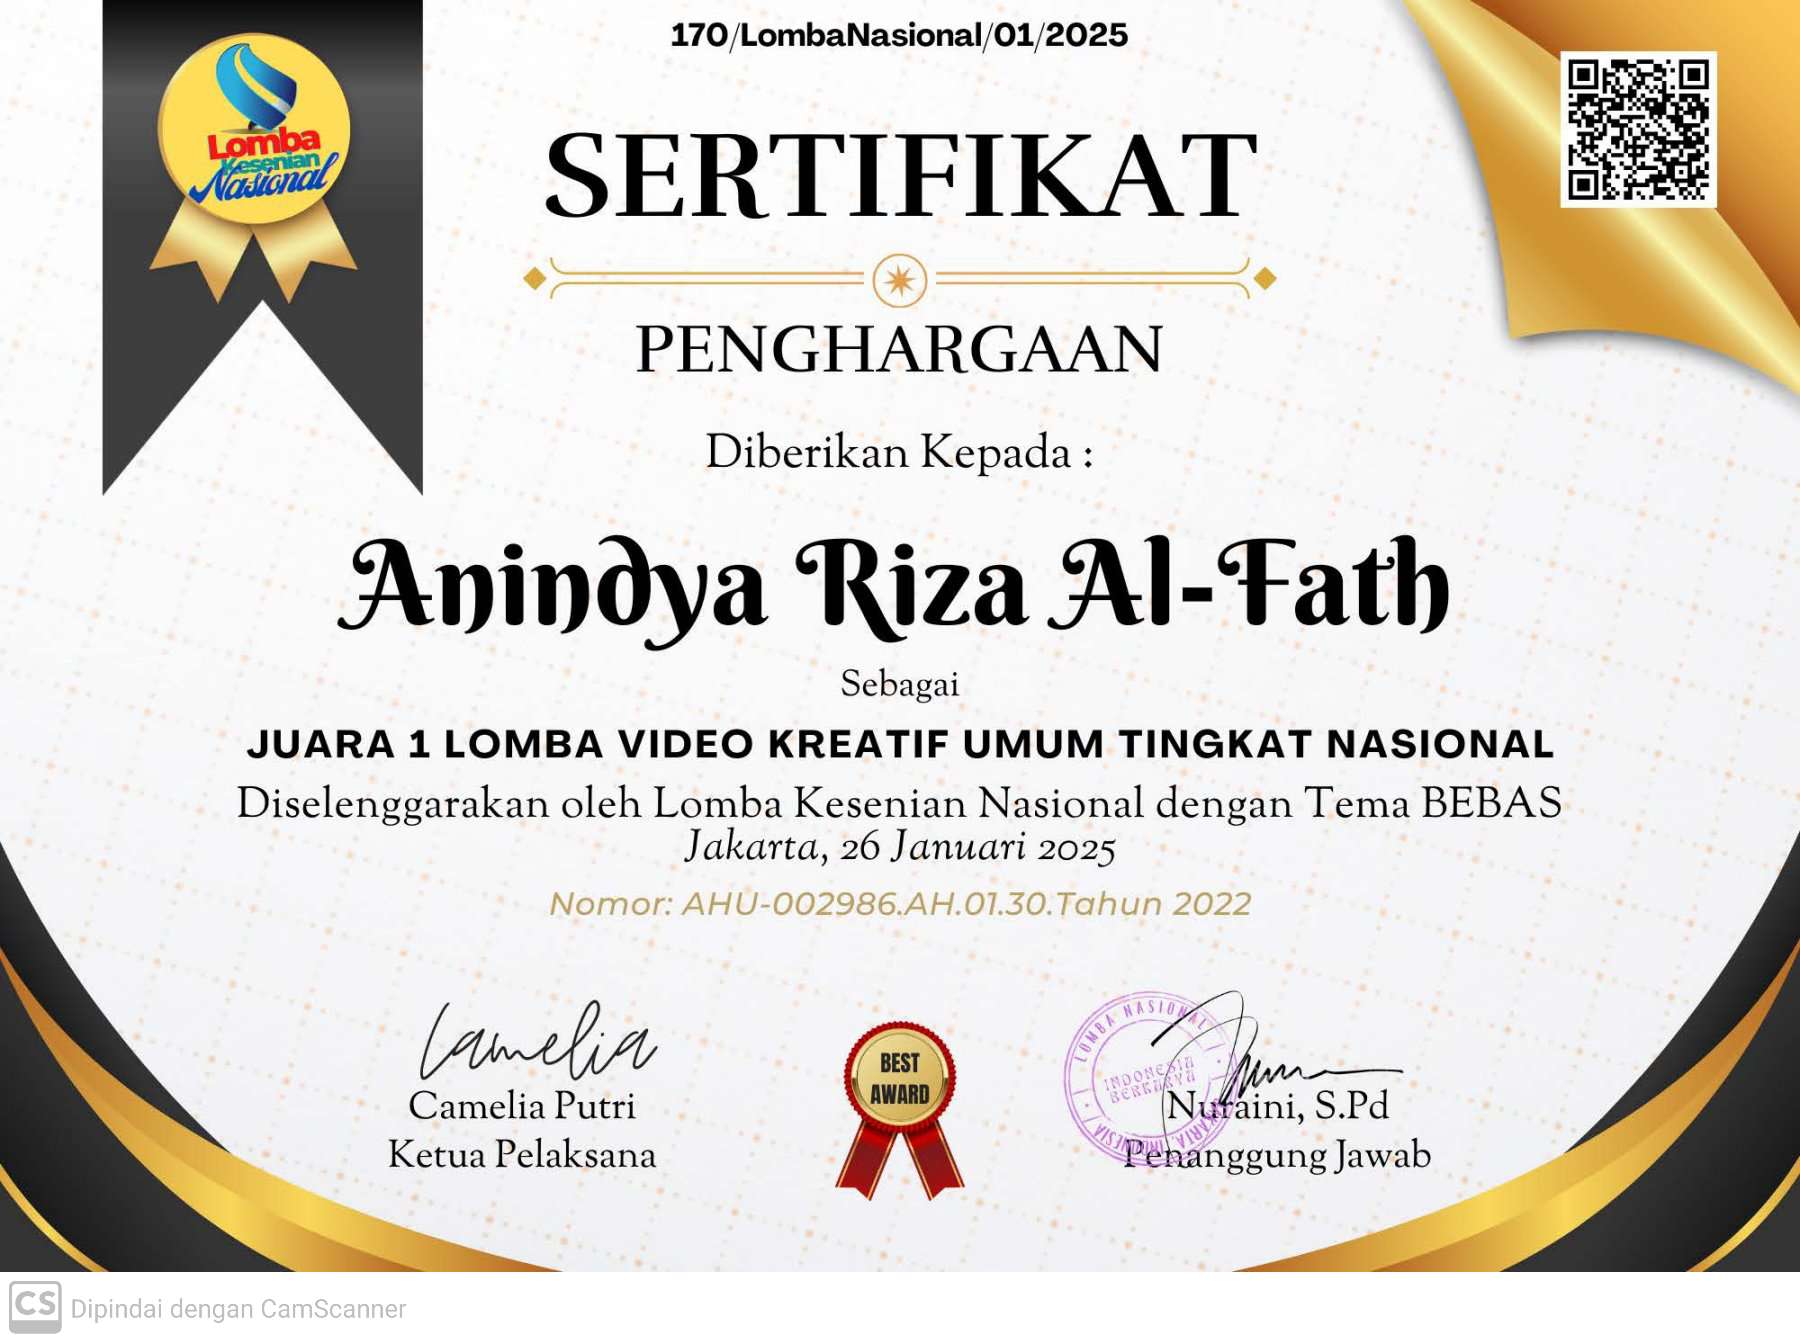 170/LombaNasional/01/2025
Lomba
Kesenian
Nasional
SERTIFIKAT
PENGHARGAAN
Diberikan Kepada :
Anindya Riza Al-Fath
Sebagai
JUARA 1 LOMBA VIDEO KREATIF UMUM TINGKAT NASIONAL
Diselenggarakan oleh Lomba Kesenian Nasional dengan Tema BEBAS
Jakarta, 26 Januari 2025
Nomor: AHU-002986.AH.01.30.Tahun 2022
Camelia
Camelia Putri
Ketua Pelaksana
BEST
AWARD
LOMBA NASIONAL
INDONESIA
BERKARYA
Nuraini, S.Pd
Penanggung Jawab
CS Dipindai dengan CamScanner